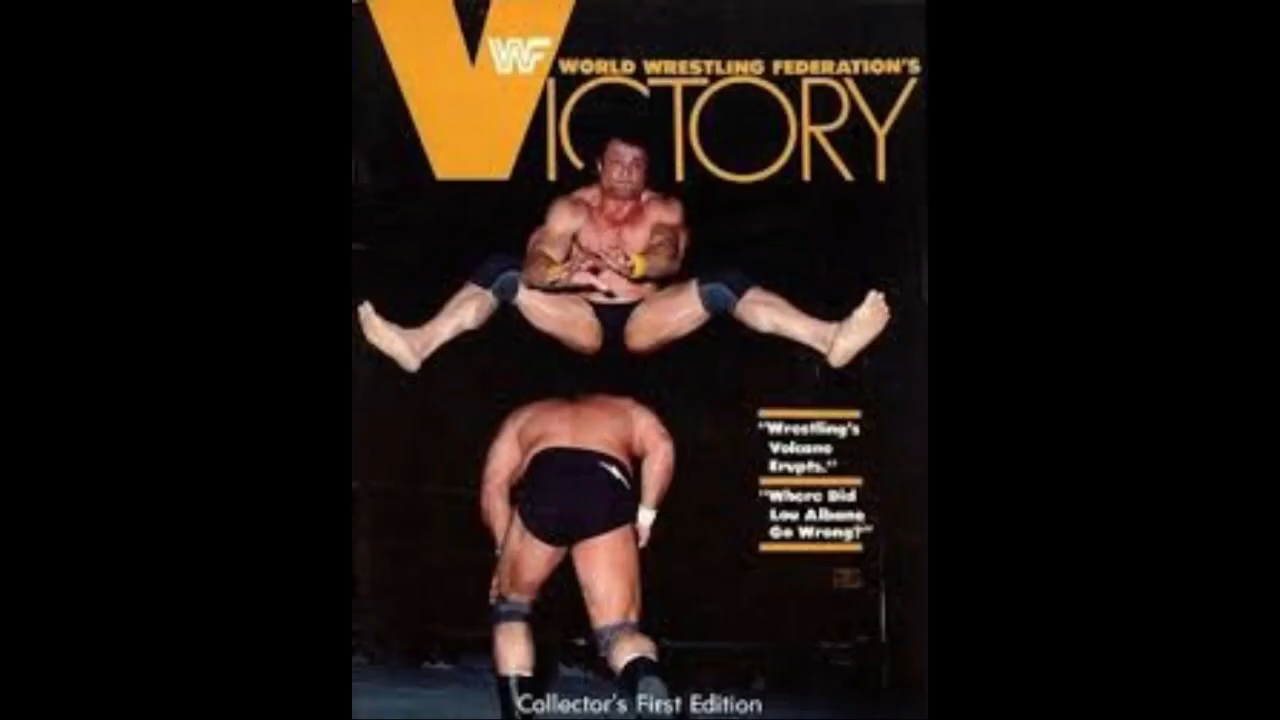 WF
WORLD WRESTLING FEDERATION'S
VICTORY
"Wrestling's
Volcano
Erupts."
"Where Did
Lou Albano
Go Wrong?"
Collector's First Edition